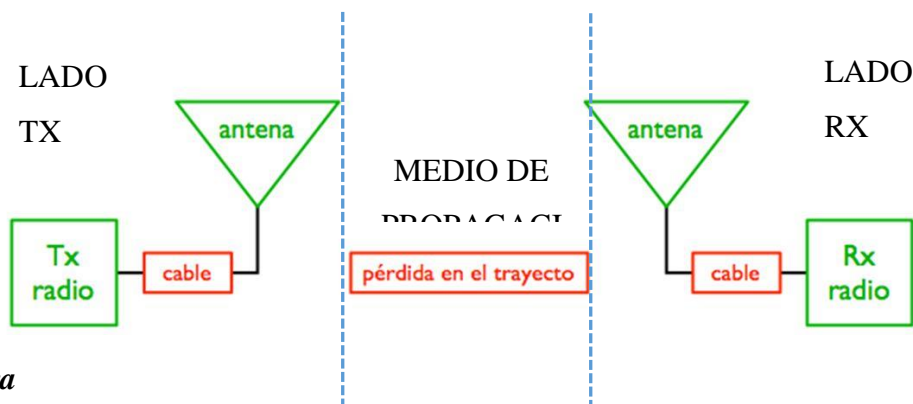 LADO
TX
antena
Tx
radio
cable
MEDIO DE
pérdida en el trayecto
LADO
RX
antena
cable
Rx
radio